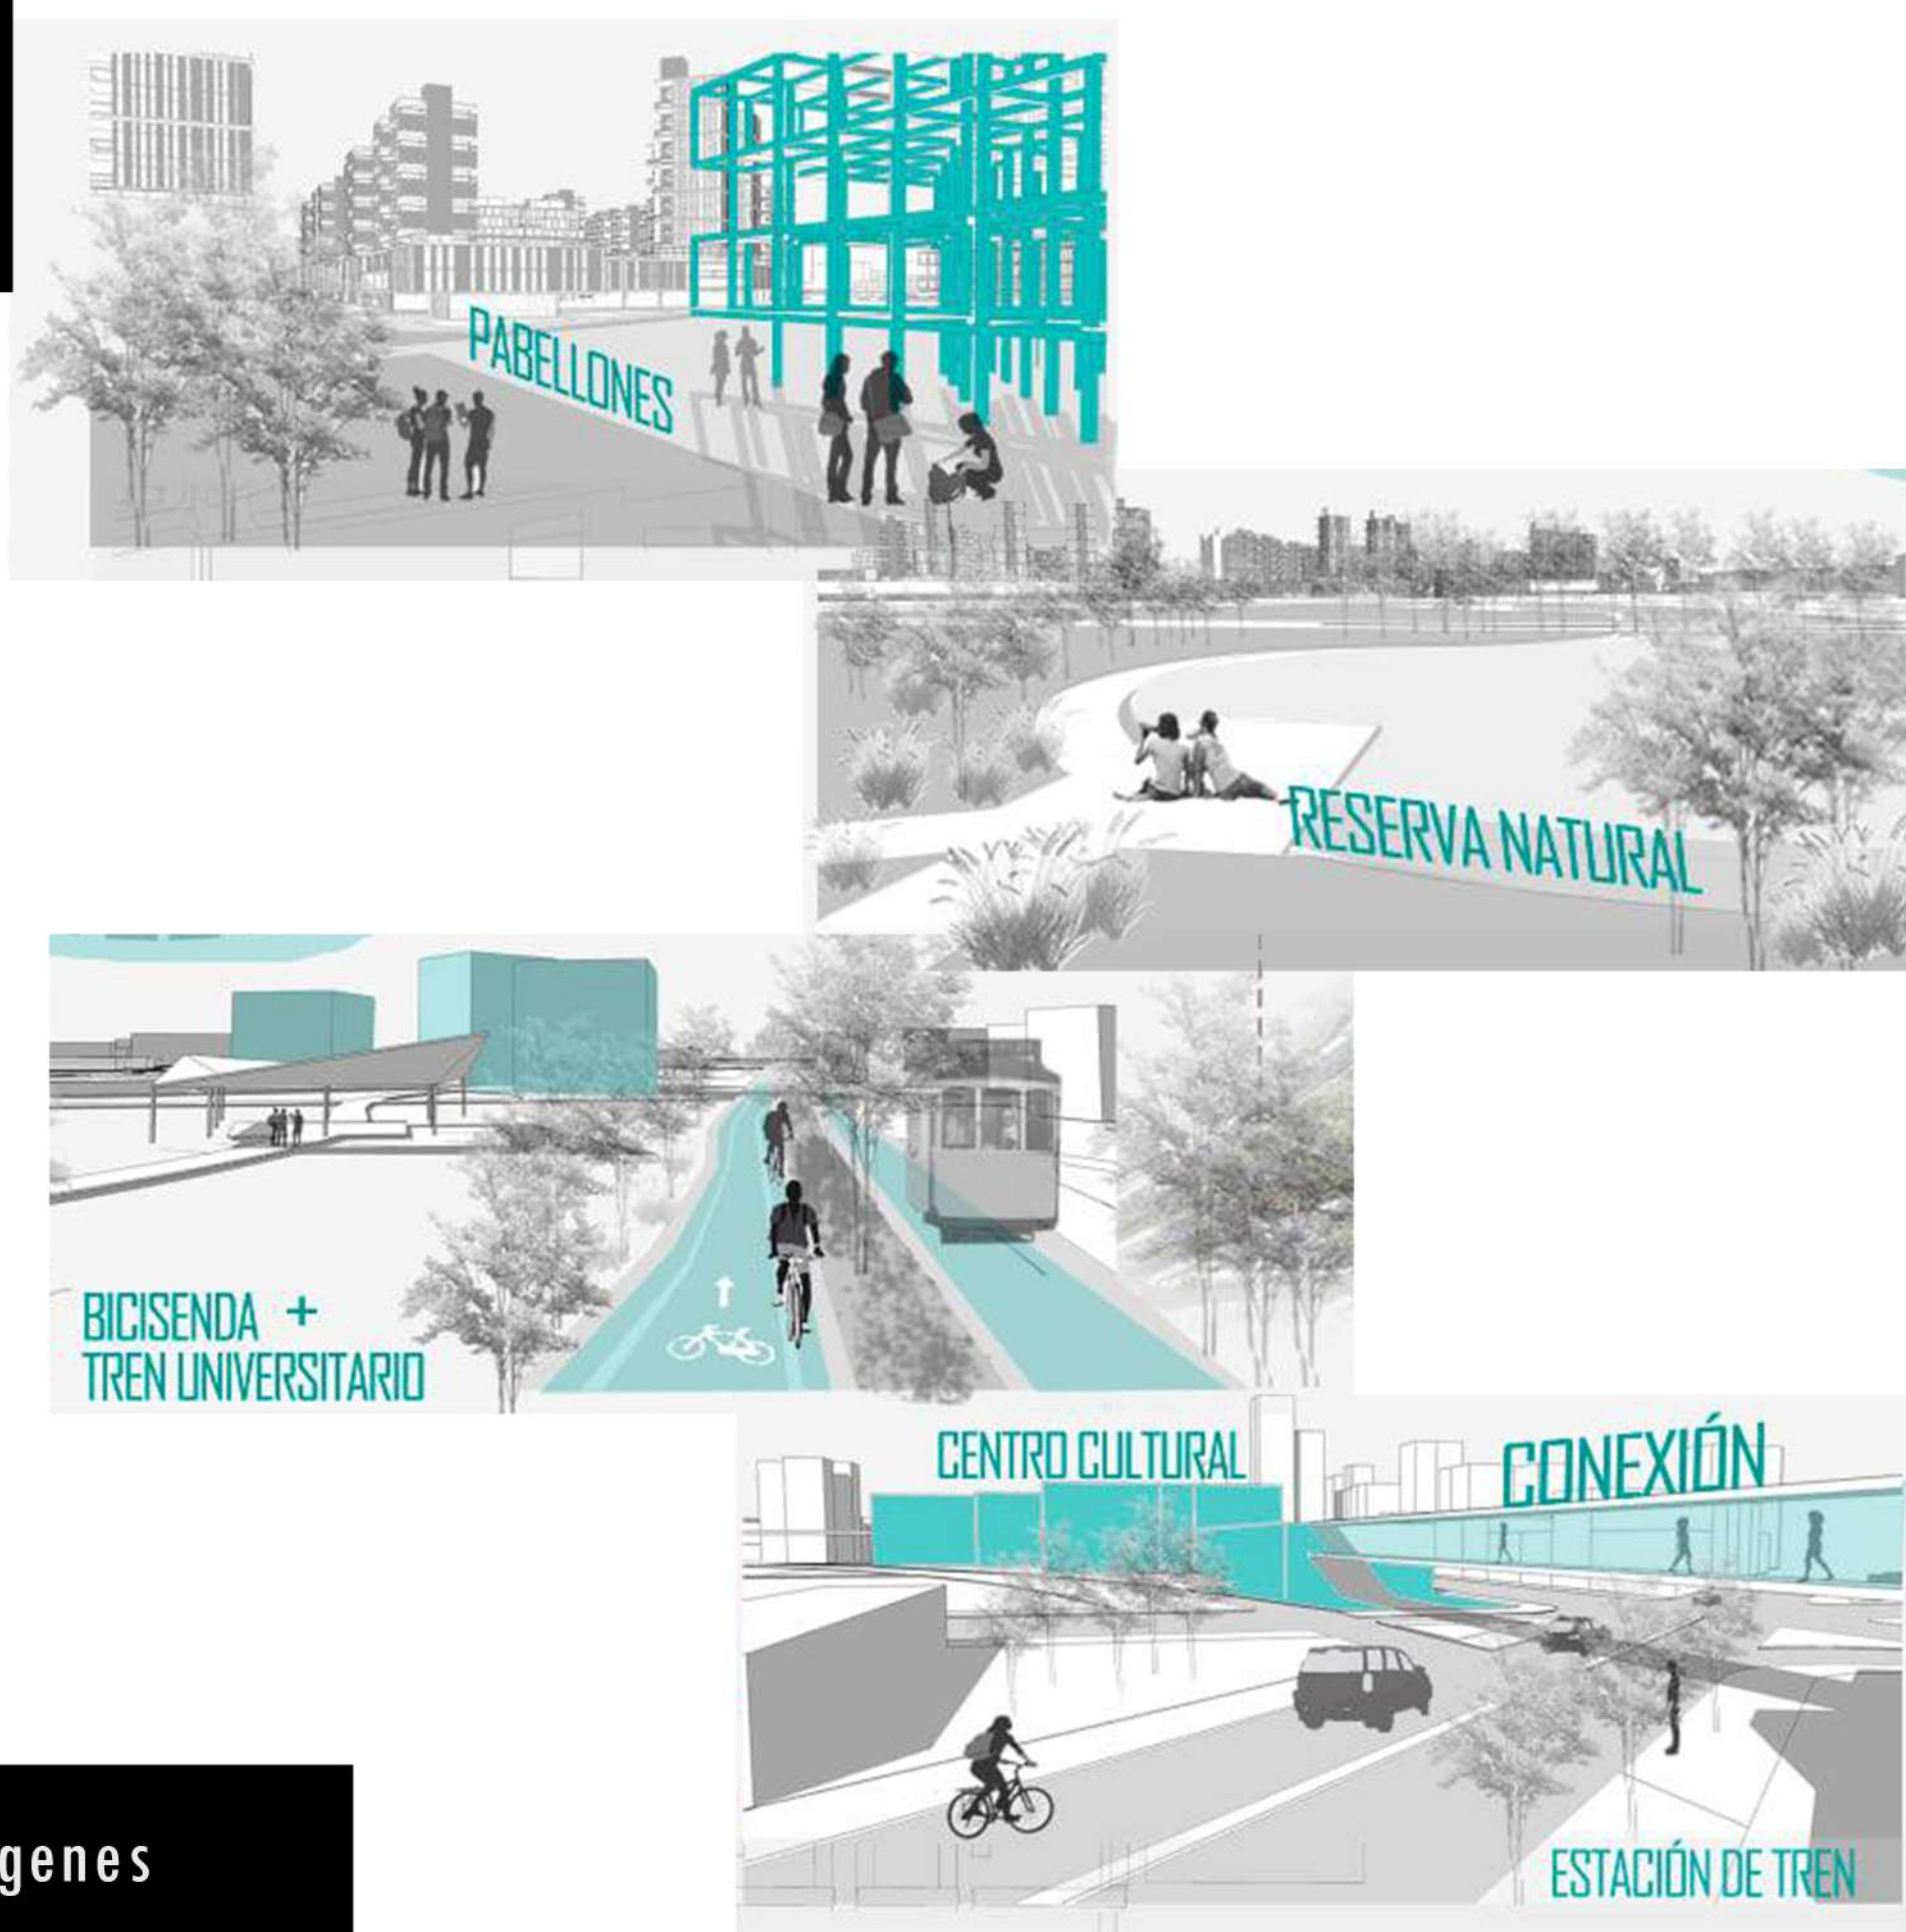 PABELLONES
RESERVA NATURAL
BICISENDA +
TREN UNIVERSITARIO
CENTRO CULTURAL
CONEXIÓN
ESTACIÓN DE TREN
genes